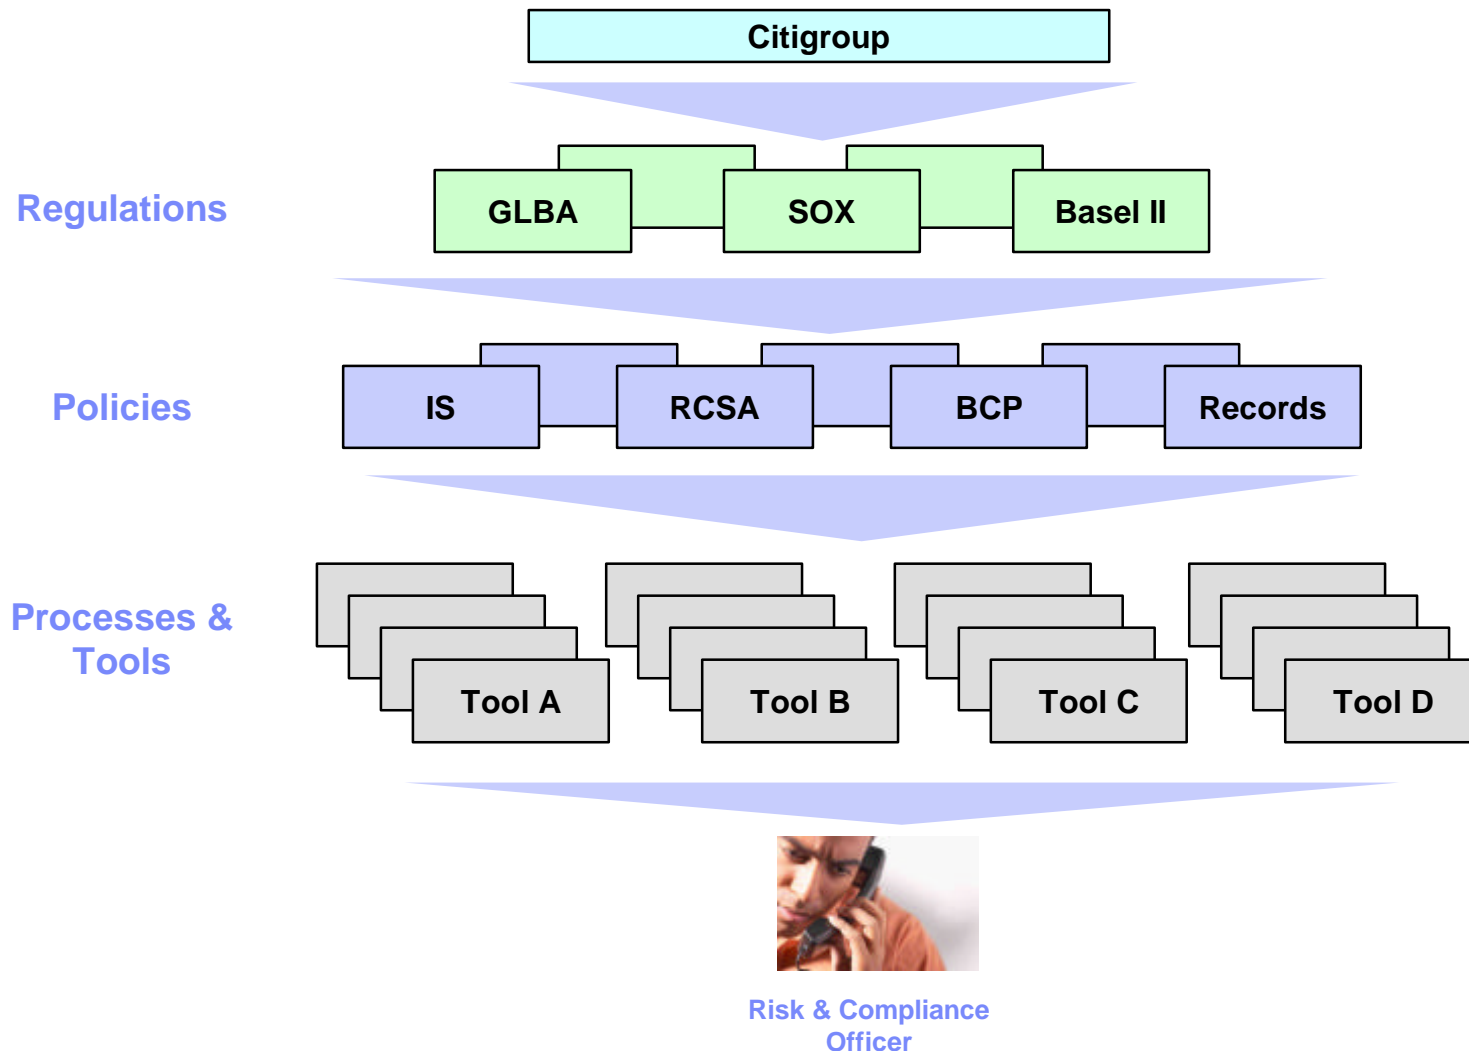 Citigroup
Regulations
GLBA
SOX
Basel II
Policies
IS
RCSA
BCP
Records
Processes &
Tools
Tool A
Tool B
Tool C
Tool D
Risk & Compliance
Officer